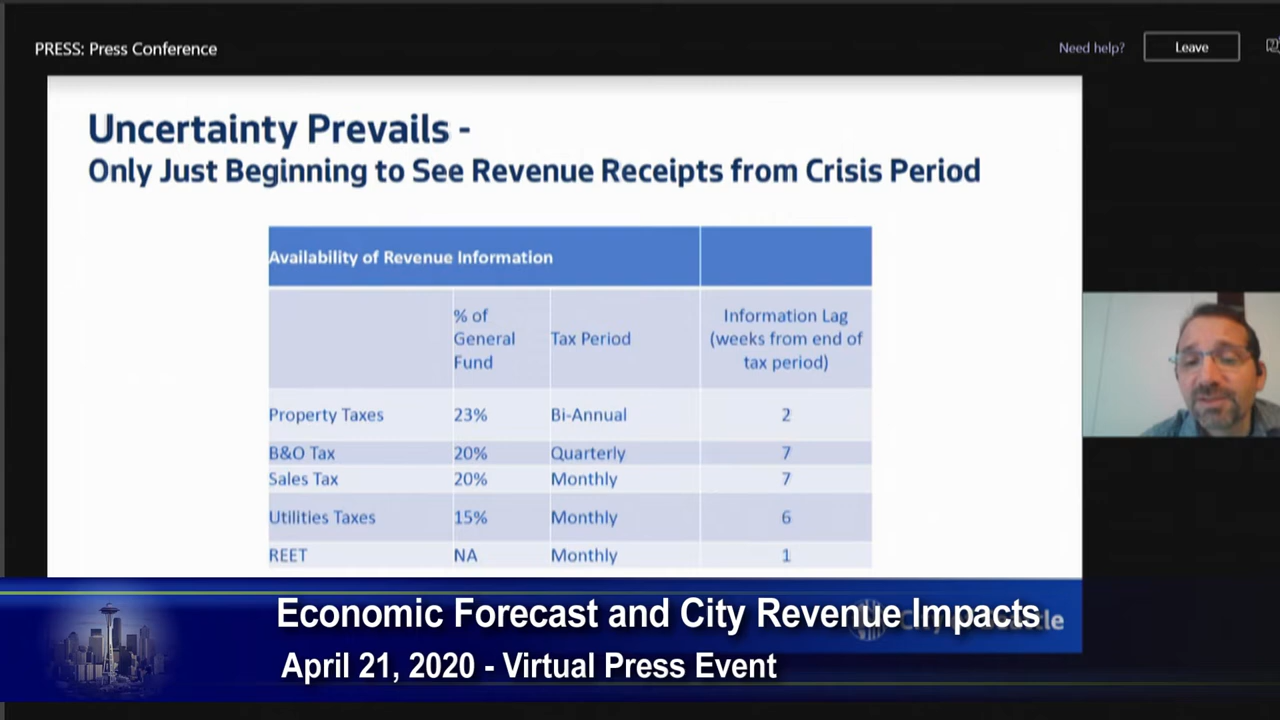 PRESS: Press Conference
Need help?
Leave
Uncertainty Prevails -
Only Just Beginning to See Revenue Receipts from Crisis Period
Availability of Revenue Information
% of General Fund Tax Period Information Lag (weeks from end of tax period)
Property Taxes 23% Bi-Annual 2
B&O Tax 20% Quarterly 7
Sales Tax 20% Monthly 7
Utilities Taxes 15% Monthly 6
REET NA Monthly 1
Economic Forecast and City Revenue Impacts
April 21, 2020 - Virtual Press Event